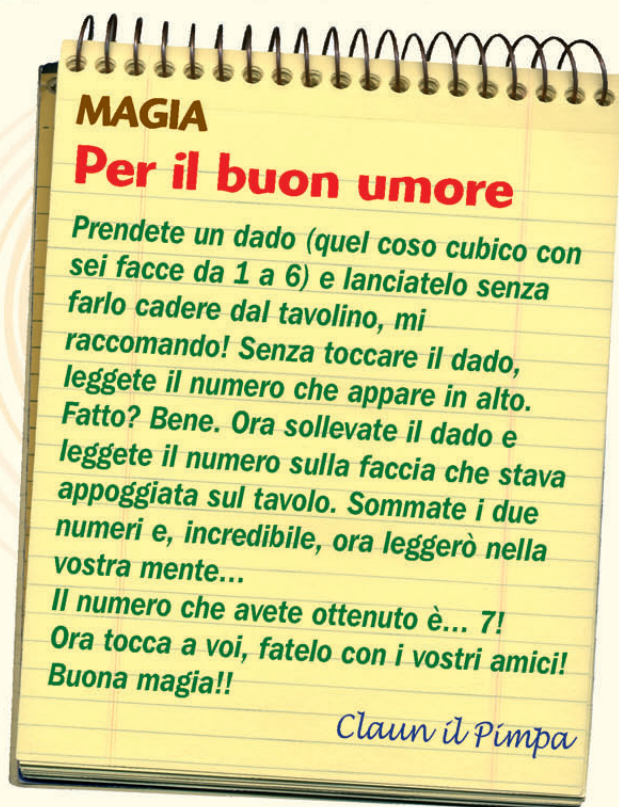 MAGIA
Per il buon umore
Prendete un dado (quel coso cubico con
sei facce da 1 a 6) e lanciatelo senza
farlo cadere dal tavolino, mi
raccomando! Senza toccare il dado,
leggete il numero che appare in alto.
Fatto? Bene. Ora sollevate il dado e
leggete il numero sulla faccia che stava
appoggiata sul tavolo. Sommate i due
numeri e, incredibile, ora leggerò nella
vostra mente...
Il numero che avete ottenuto è... 7!
Ora tocca a voi, fatelo con i vostri amici!
Buona magia!!
Claun il Pimpa